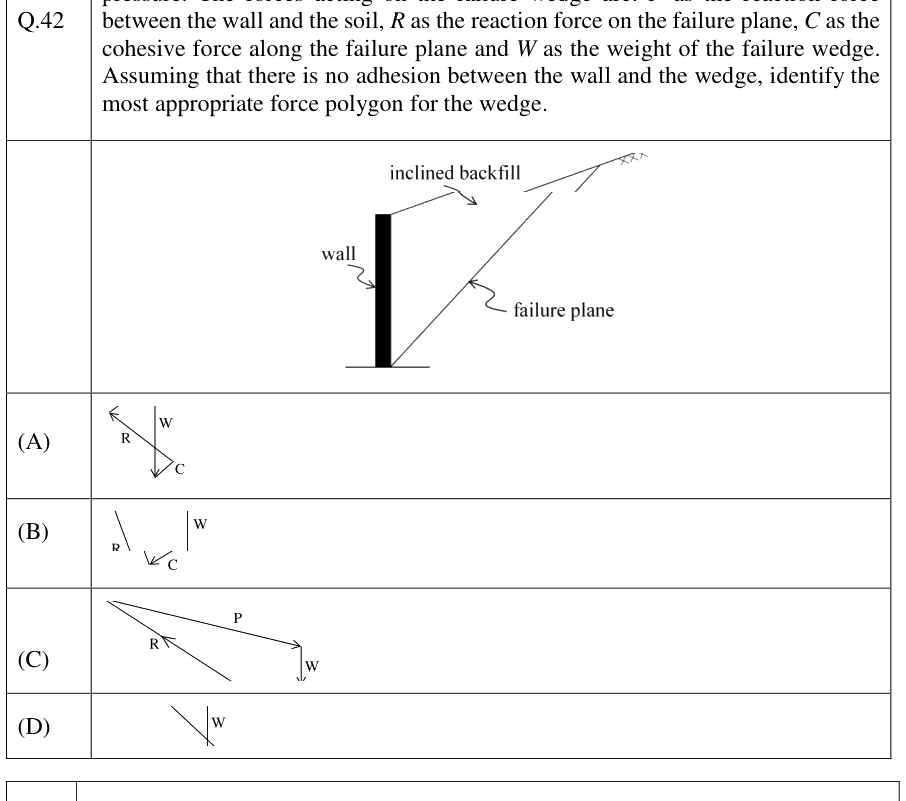 Q.42
between the wall and the soil, R as the reaction force on the failure plane, C as the
cohesive force along the failure plane and W as the weight of the failure wedge.
Assuming that there is no adhesion between the wall and the wedge, identify the
most appropriate force polygon for the wedge.
inclined backfill
wall
failure plane
(A)
W
R
C
(B)
W
R
C
(C)
P
R
W
(D)
W